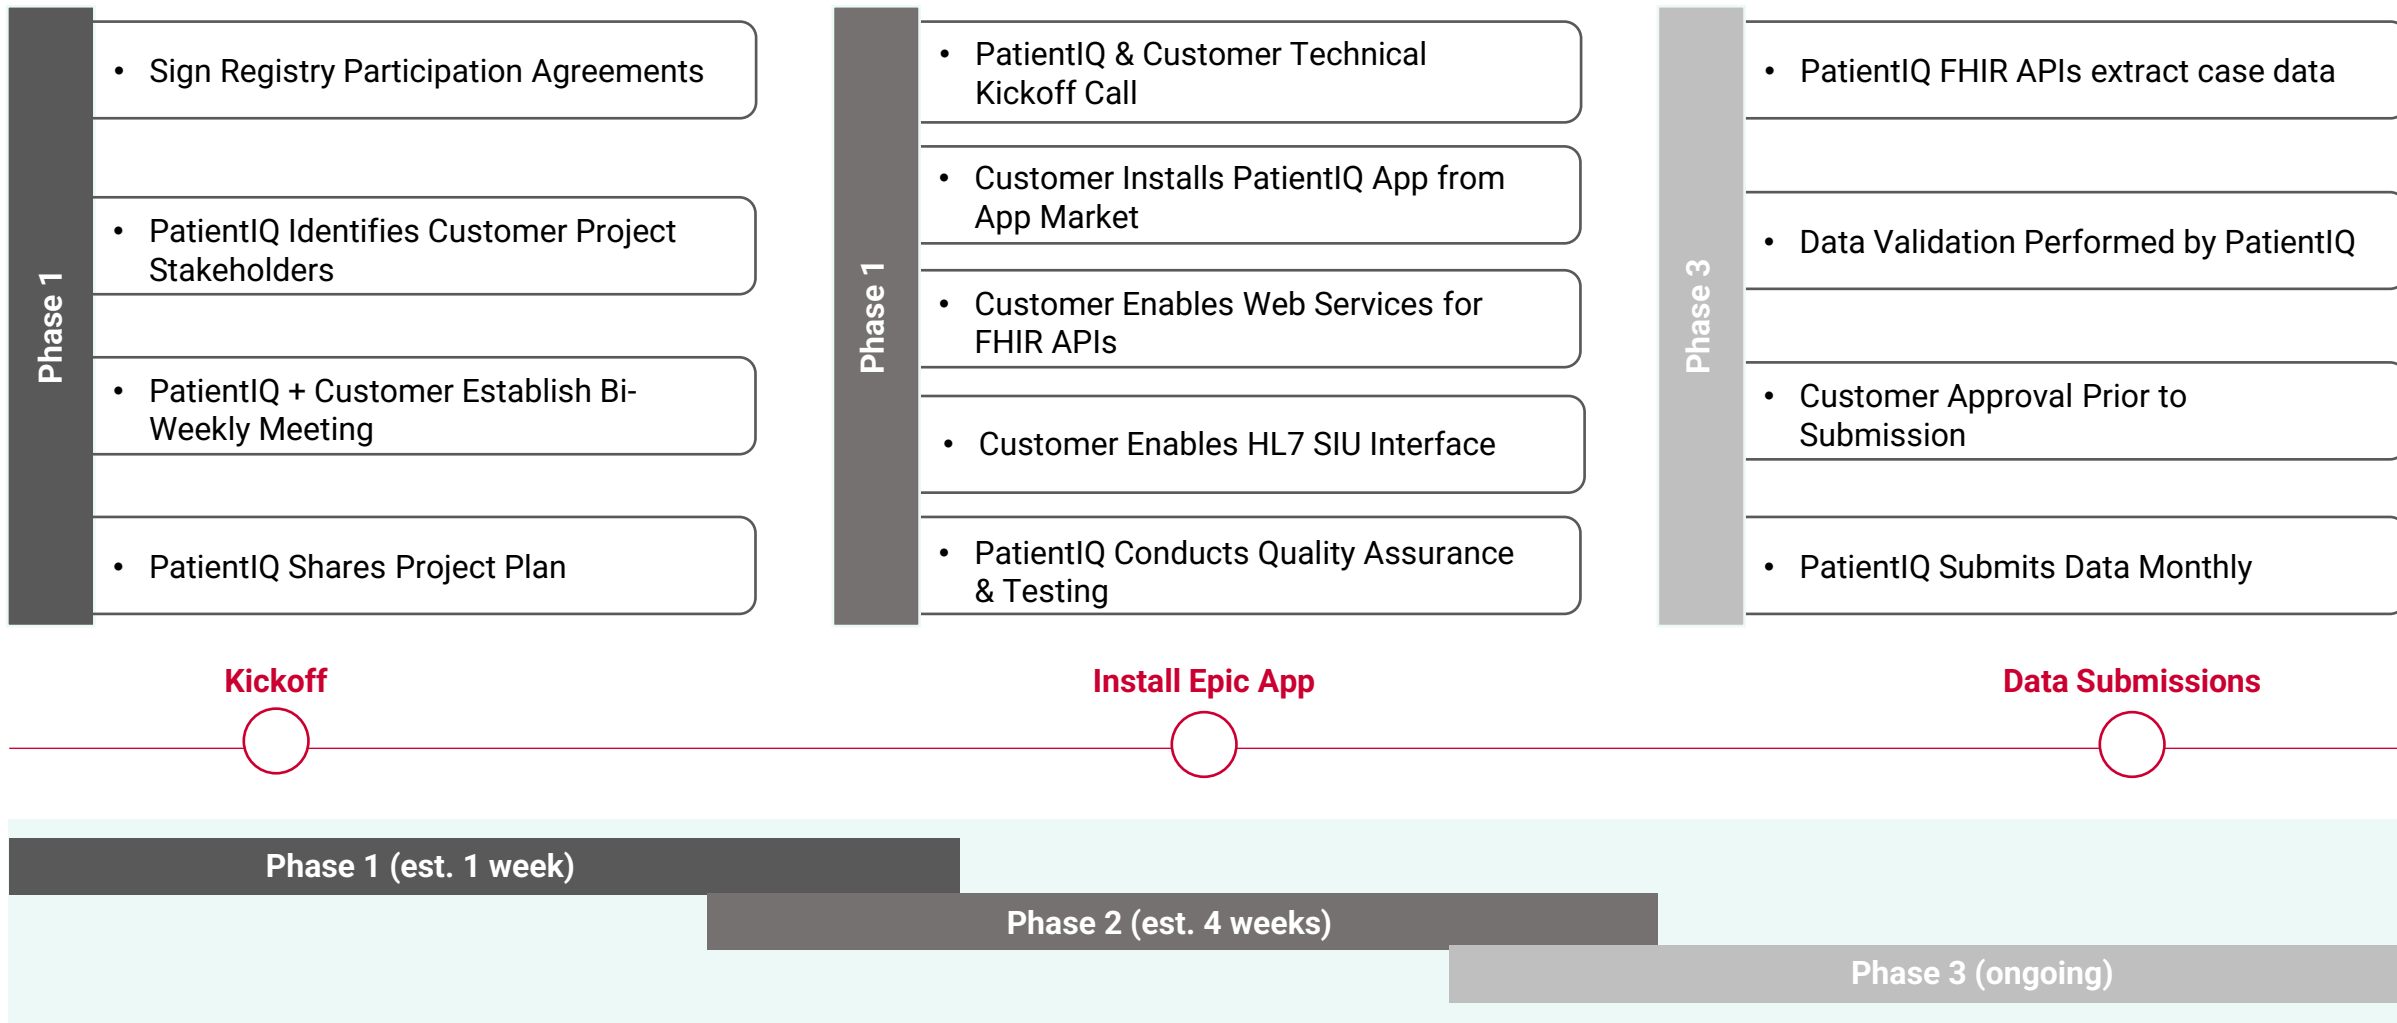 Phase 1
• Sign Registry Participation Agreements
• PatientIQ Identifies Customer Project
Stakeholders
• PatientIQ + Customer Establish Bi-
Weekly Meeting
• PatientIQ Shares Project Plan
Phase 1
• PatientIQ & Customer Technical
Kickoff Call
• Customer Installs PatientIQ App from
App Market
• Customer Enables Web Services for
FHIR APIs
• Customer Enables HL7 SIU Interface
• PatientIQ Conducts Quality Assurance
& Testing
Phase 3
• PatientIQ FHIR APIs extract case data
• Data Validation Performed by PatientIQ
• Customer Approval Prior to
Submission
• PatientIQ Submits Data Monthly
Kickoff
Install Epic App
Data Submissions
Phase 1 (est. 1 week)
Phase 2 (est. 4 weeks)
Phase 3 (ongoing)